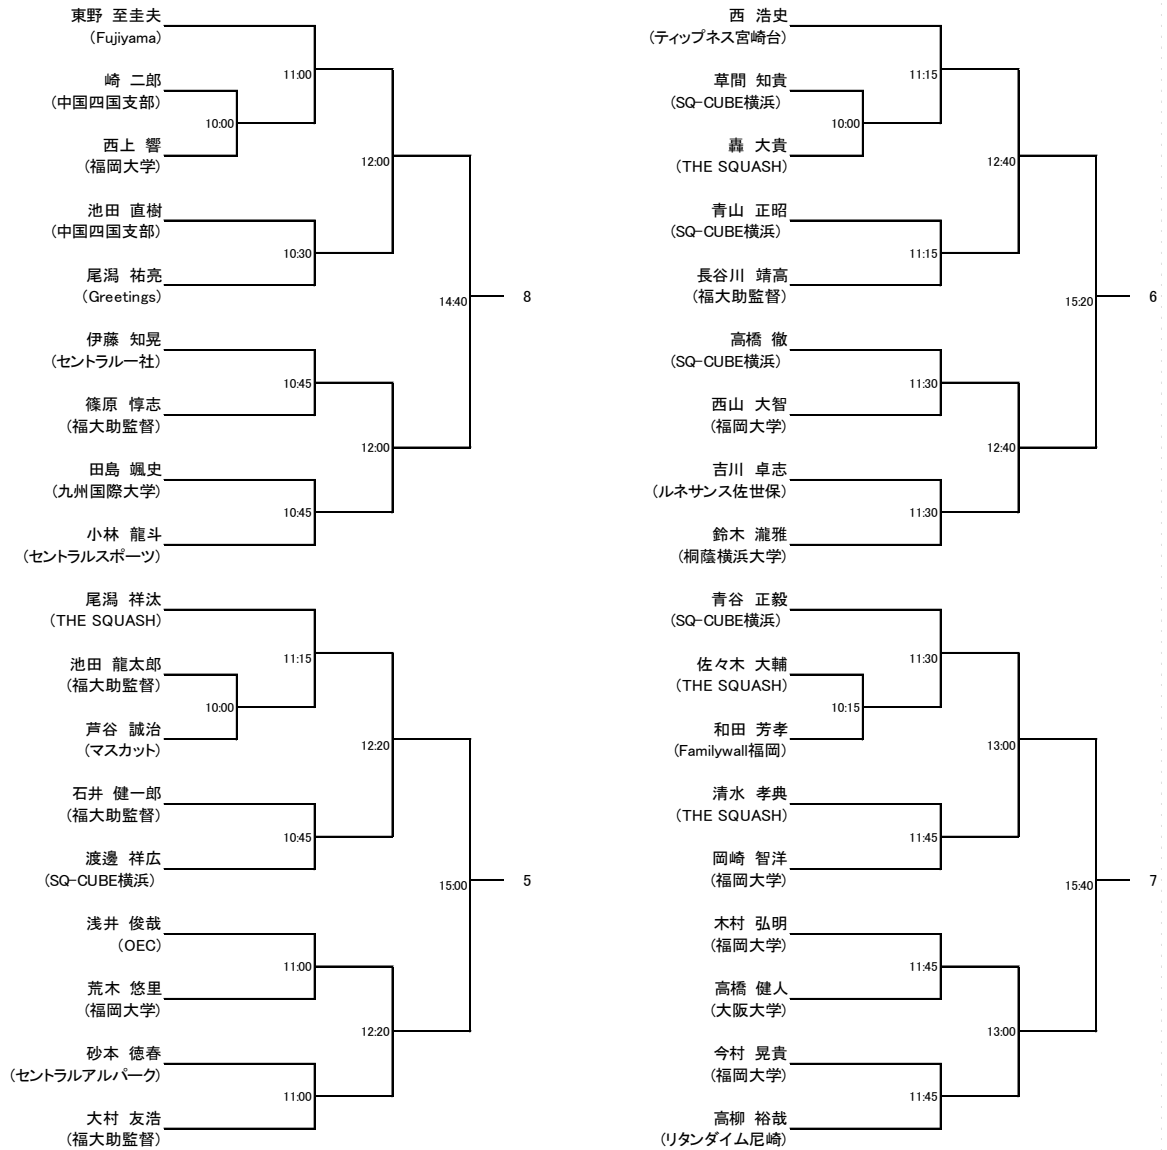 東野 至圭夫
(Fujiyama)
11:00
崎 二郎
(中国四国支部)
10:00
西上 響
(福岡大学)
12:00
池田 直樹
(中国四国支部)
10:30
尾潟 祐亮
(Greetings)
14:40
8
伊藤 知晃
(セントラル一社)
10:45
篠原 惇志
(福大助監督)
12:00
田島 颯史
(九州国際大学)
10:45
小林 龍斗
(セントラルスポーツ)
尾潟 祥汰
(THE SQUASH)
11:15
池田 龍太郎
(福大助監督)
10:00
芦谷 誠治
(マスカット)
12:20
石井 健一郎
(福大助監督)
10:45
渡邊 祥広
(SQ-CUBE横浜)
15:00
5
浅井 俊哉
(OEC)
11:00
荒木 悠里
(福岡大学)
12:20
砂本 徳春
(セントラルアルパーク)
11:00
大村 友浩
(福大助監督)
西 浩史
(ティップネス宮崎台)
11:15
草間 知貴
(SQ-CUBE横浜)
10:00
轟 大貴
(THE SQUASH)
12:40
青山 正昭
(SQ-CUBE横浜)
11:15
長谷川 靖高
(福大助監督)
15:20
6
高橋 徹
(SQ-CUBE横浜)
11:30
西山 大智
(福岡大学)
12:40
吉川 卓志
(ルネサンス佐世保)
11:30
鈴木 瀧雅
(桐蔭横浜大学)
青谷 正毅
(SQ-CUBE横浜)
11:30
佐々木 大輔
(THE SQUASH)
10:15
和田 芳孝
(Familywall福岡)
13:00
清水 孝典
(THE SQUASH)
11:45
岡崎 智洋
(福岡大学)
15:40
7
木村 弘明
(福岡大学)
11:45
高橋 健人
(大阪大学)
13:00
今村 晃貴
(福岡大学)
11:45
高柳 裕哉
(リタンダイム尼崎)